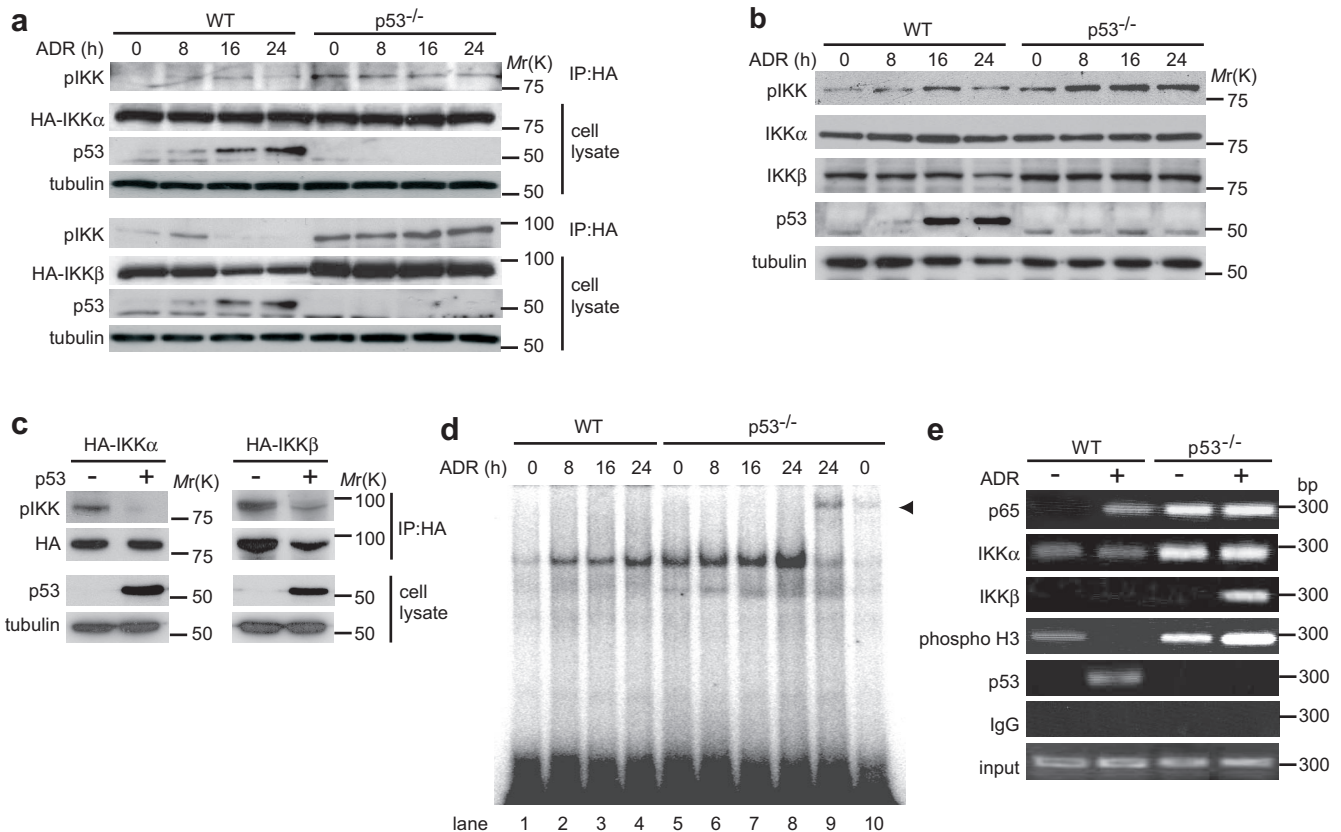 a
WT p53-/-
ADR (h) 0 8 16 24 0 8 16 24 Mr(K)
pIKK 75 IP:HA
HA-IKKα 75
p53 50
cell lysate
tubulin 50
pIKK 100 IP:HA
HA-IKKβ 100
p53 50
cell lysate
tubulin 50
b
WT p53-/-
ADR (h) 0 8 16 24 0 8 16 24 Mr(K)
pIKK 75
IKKα 75
IKKβ 75
p53 50
tubulin 50
c
HA-IKKα HA-IKKβ
p53 - + Mr(K) - + Mr(K)
pIKK 75 100
HA 75 100
IP:HA
p53 50 50
tubulin 50 50
cell lysate
d
WT p53-/-
ADR (h) 0 8 16 24 0 8 16 24 24 0
lane 1 2 3 4 5 6 7 8 9 10
e
WT p53-/-
ADR - + - + bp
p65 300
IKKα 300
IKKβ 300
phospho H3 300
p53 300
IgG 300
input 300